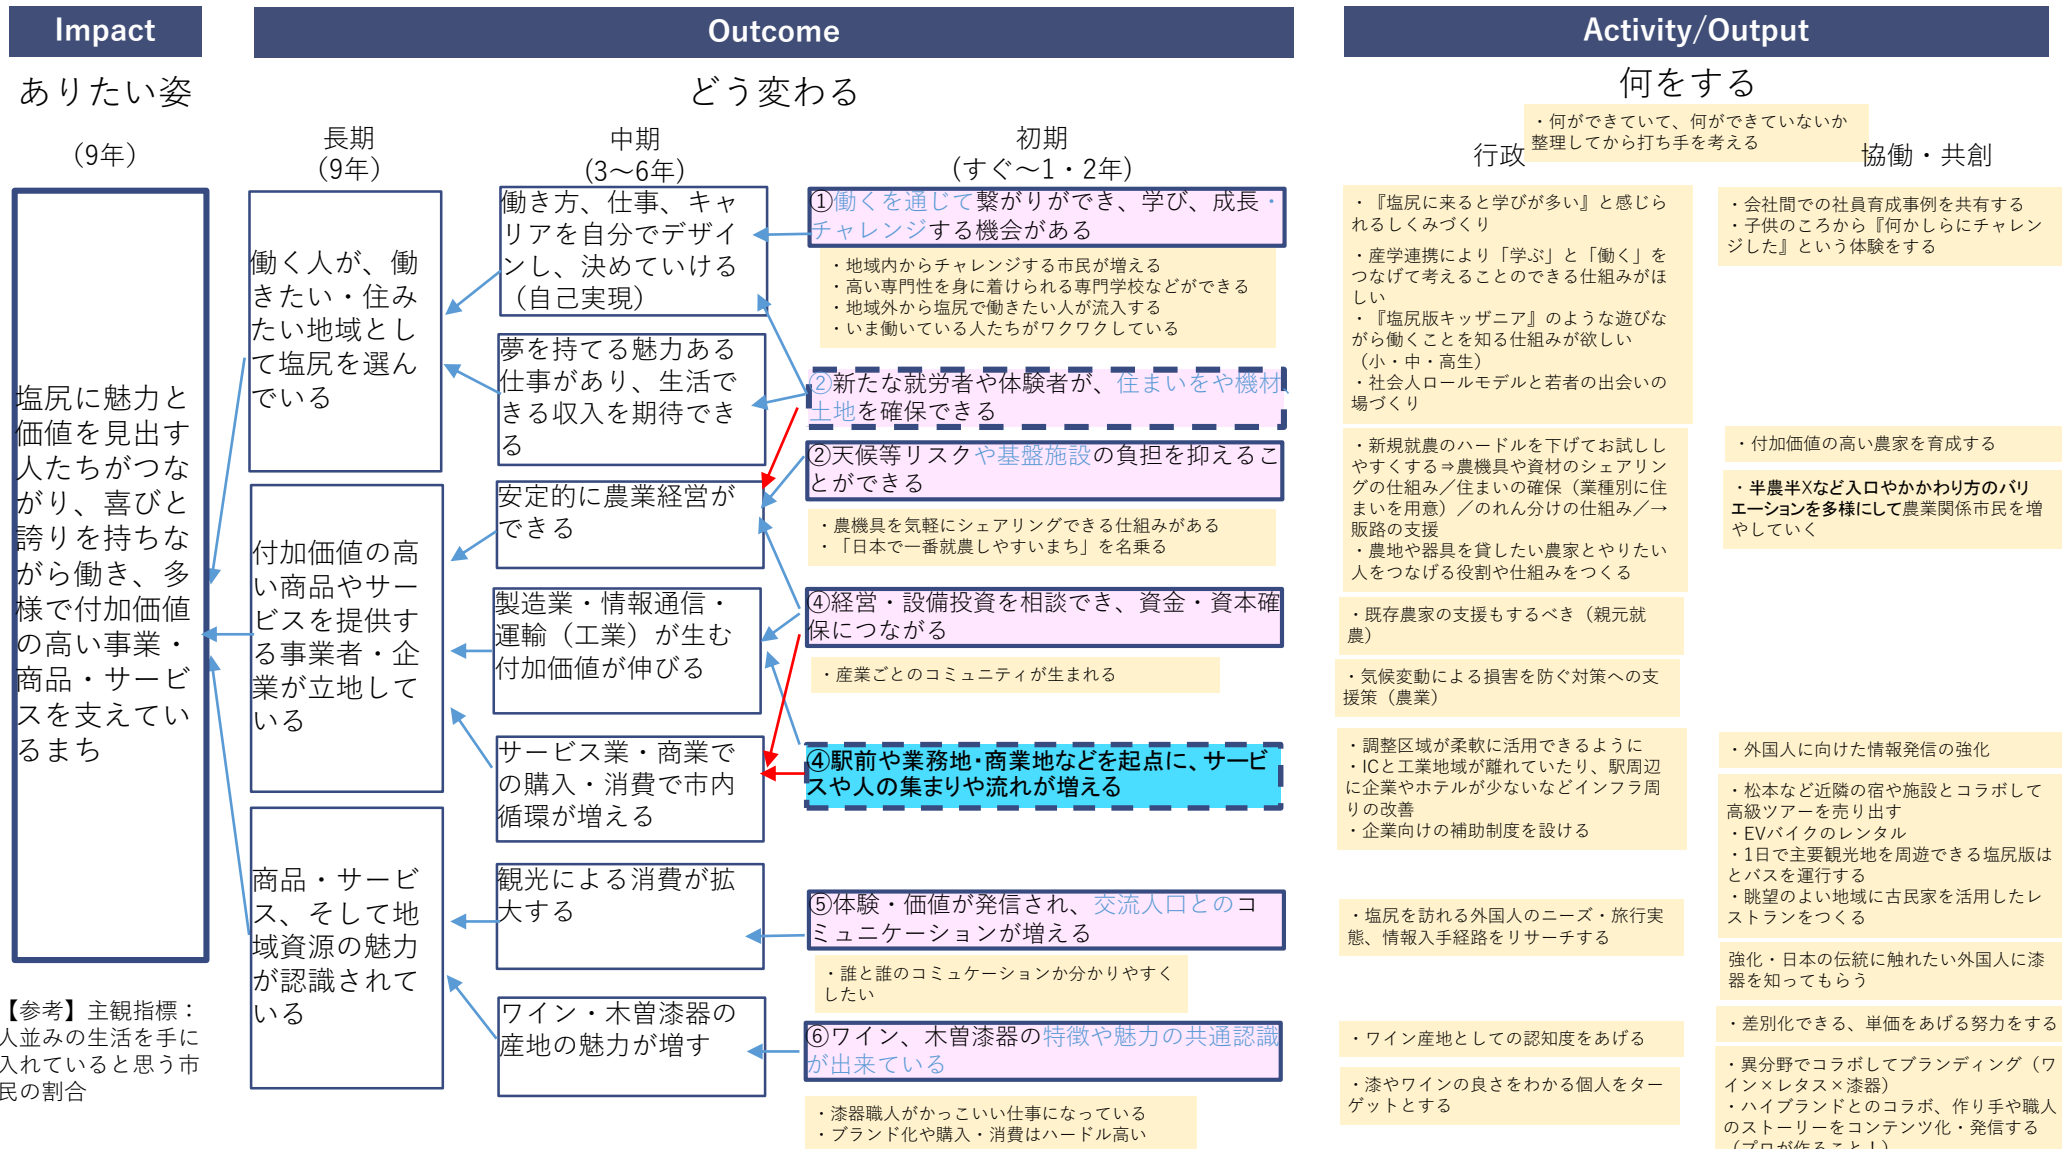 Impact
Outcome
Activity/Output
ありたい姿
どう変わる
何をする
(9年)
長期
(9年)
中期
(3～6年)
初期
(すぐ～1・2年)
・何ができていて、何ができていないか
整理してから打ち手を考える
行政
協働・共創
塩尻に魅力と
価値を見出す
人たちがつな
がり、喜びと
誇りを持ちな
がら働き、多
様で付加価値
の高い事業・
商品・サービ
スを支えてい
るまち
【参考】主観指標：
人並みの生活を手に
入れていると思う市
民の割合
働く人が、働
きたい・住み
たい地域とし
て塩尻を選ん
でいる
付加価値の高
い商品やサー
ビスを提供す
る事業者・企
業が立地して
いる
商品・サービ
ス、そして地
域資源の魅力
が認識されて
いる
働き方、仕事、キャ
リアを自分でデザイ
ンし、決めていける
（自己実現）
夢を持てる魅力ある
仕事があり、生活で
きる収入を期待でき
る
安定的に農業経営が
できる
製造業・情報通信・
運輸（工業）が生む
付加価値が伸びる
サービス業・商業で
の購入・消費で市内
循環が増える
観光による消費が拡
大する
ワイン・木曽漆器の
産地の魅力が増す
①働くを通じて繋がりができ、学び、成長・
チャレンジする機会がある
・地域内からチャレンジする市民が増える
・高い専門性を身に着けられる専門学校などができる
・地域外から塩尻で働きたい人が流入する
・いま働いている人たちがワクワクしている
②新たな就労者や体験者が、住まいをや機材、
土地を確保できる
②天候等リスクや基盤施設の負担を抑えるこ
とができる
・農機具を気軽にシェアリングできる仕組みがある
・「日本で一番就農しやすいまち」を名乗る
④経営・設備投資を相談でき、資金・資本確
保につながる
・産業ごとのコミュニティが生まれる
④駅前や業務地・商業地などを起点に、サービ
スや人の集まりや流れが増える
⑤体験・価値が発信され、交流人口とのコ
ミュニケーションが増える
・誰と誰のコミュケーションか分かりやすく
したい
⑥ワイン、木曽漆器の特徴や魅力の共通認識
が出来ている
・漆器職人がかっこいい仕事になっている
・ブランド化や購入・消費はハードル高い
・『塩尻に来ると学びが多い』と感じら
れるしくみづくり
・産学連携により「学ぶ」と「働く」を
つなげて考えることのできる仕組みがほ
しい
・『塩尻版キッザニア』のような遊びな
がら働くことを知る仕組みが欲しい
（小・中・高生）
・社会人ロールモデルと若者の出会いの
場づくり
・新規就農のハードルを下げてお試しし
やすくする⇒農機具や資材のシェアリン
グの仕組み／住まいの確保（業種別に住
まいを用意）／のれん分けの仕組み／→
販路の支援
・農地や器具を貸したい農家とやりたい
人をつなげる役割や仕組みをつくる
・既存農家の支援もするべき（親元就
農）
・気候変動による損害を防ぐ対策への支
援策（農業）
・調整区域が柔軟に活用できるように
・ICと工業地域が離れていたり、駅周辺
に企業やホテルが少ないなどインフラ周
りの改善
・企業向けの補助制度を設ける
・塩尻を訪れる外国人のニーズ・旅行実
態、情報入手経路をリサーチする
・ワイン産地としての認知度をあげる
・漆やワインの良さをわかる個人をター
ゲットとする
・会社間での社員育成事例を共有する
・子供のころから『何かしらにチャレン
ジした』という体験をする
・付加価値の高い農家を育成する
・半農半Xなど入口やかかわり方のバリ
エーションを多様にして農業関係市民を増
やしていく
・外国人に向けた情報発信の強化
・松本など近隣の宿や施設とコラボして
高級ツアーを売り出す
・EVバイクのレンタル
・1日で主要観光地を周遊できる塩尻版は
とバスを運行する
・眺望のよい地域に古民家を活用したレ
ストランをつくる
強化・日本の伝統に触れたい外国人に漆
器を知ってもらう
・差別化できる、単価をあげる努力をする
・異分野でコラボしてブランディング（ワ
イン×レタス×漆器）
・ハイブランドとのコラボ、作り手や職人
のストーリーをコンテンツ化・発信する
（プロが作ること！）